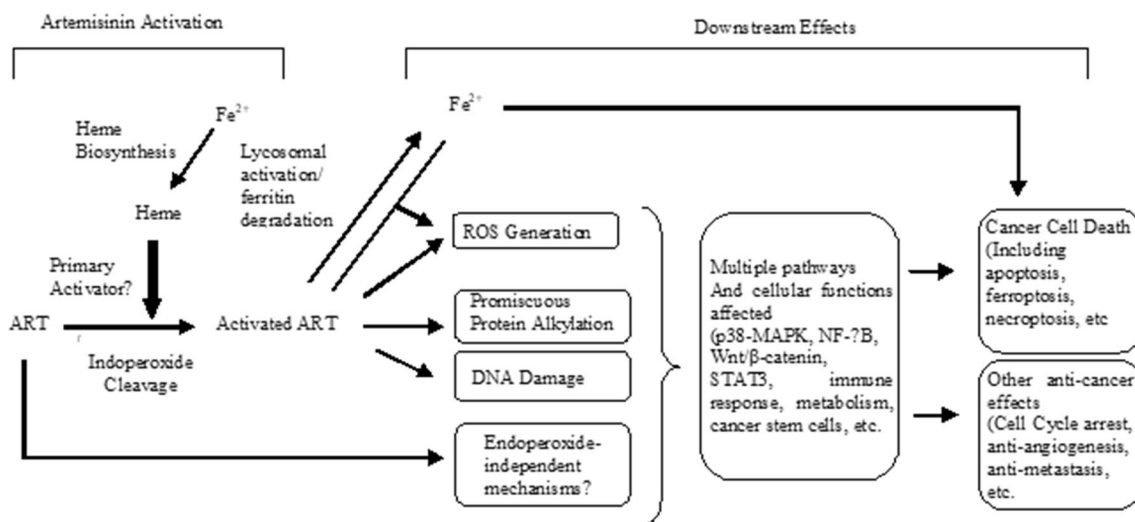 Artemisinin Activation
Downstream Effects
Fe2+
Heme
Biosynthesis
Lycosomal
activation/
ferritin
degradation
Heme
Primary
Activator?
ART
Activated ART
Indoperoxide
Cleavage
Fe2+
ROS Generation
Promiscuous
Protein Alkylation
DNA Damage
Endoperoxide-
independent
mechanisms?
Multiple pathways
And cellular functions
affected
(p38-MAPK, NF-?B,
Wnt/β-catenin,
STAT3, immune
response, metabolism,
cancer stem cells, etc.
Cancer Cell Death
(Including
apoptosis,
ferroptosis,
necroptosis, etc
Other anti-cancer
effects
(Cell Cycle arrest,
anti-angiogenesis,
anti-metastasis,
etc.